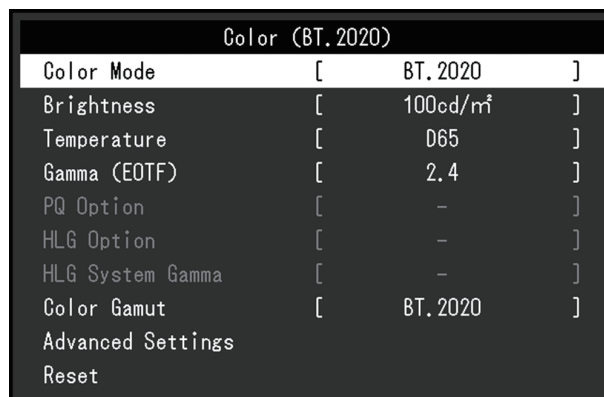 Color (BT.2020)
Color Mode [ BT.2020 ]
Brightness [ 100cd/㎡ ]
Temperature [ D65 ]
Gamma (EOTF) [ 2.4 ]
PQ Option [ - ]
HLG Option [ - ]
HLG System Gamma [ - ]
Color Gamut [ BT.2020 ]
Advanced Settings
Reset